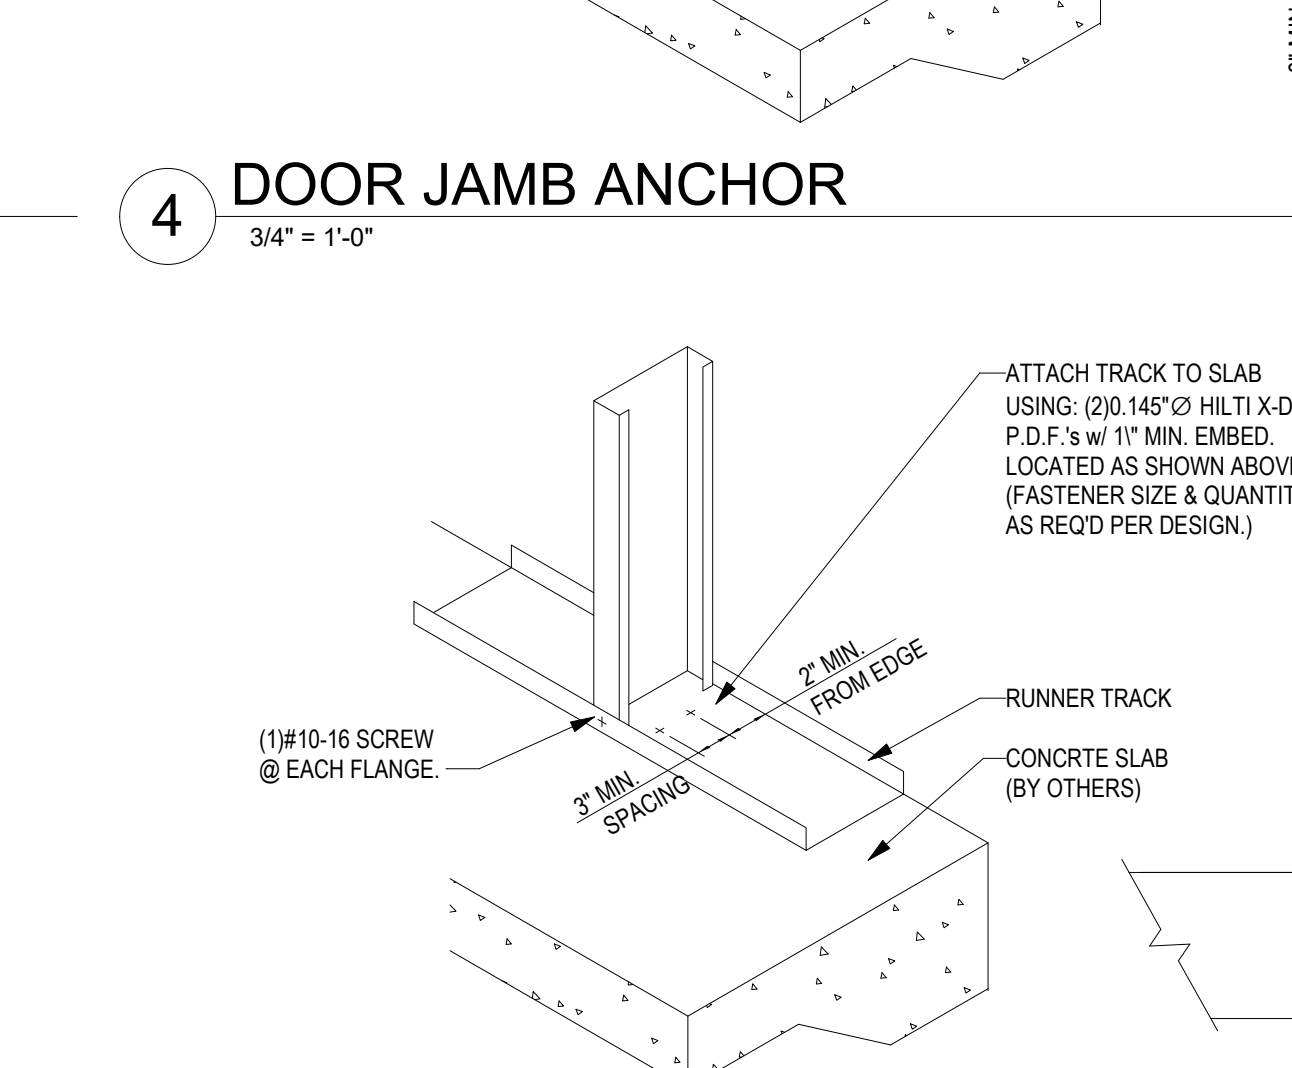 4
DOOR JAMB ANCHOR
3/4" = 1'-0"
ATTACH TRACK TO SLAB
USING: (2)0.145"Ø HILTI X-D
P.D.F.'s w/ 1\" MIN. EMBED.
LOCATED AS SHOWN
(FASTENER SIZE &
AS REQ'D PER DESIGN.)
2" MIN.
FROM EDGE
RUNNER TRACK
(1)#10-16 SCREW
@ EACH FLANGE.
CONCRTE SLAB
(BY OTHERS)
3" MIN.
SPACING